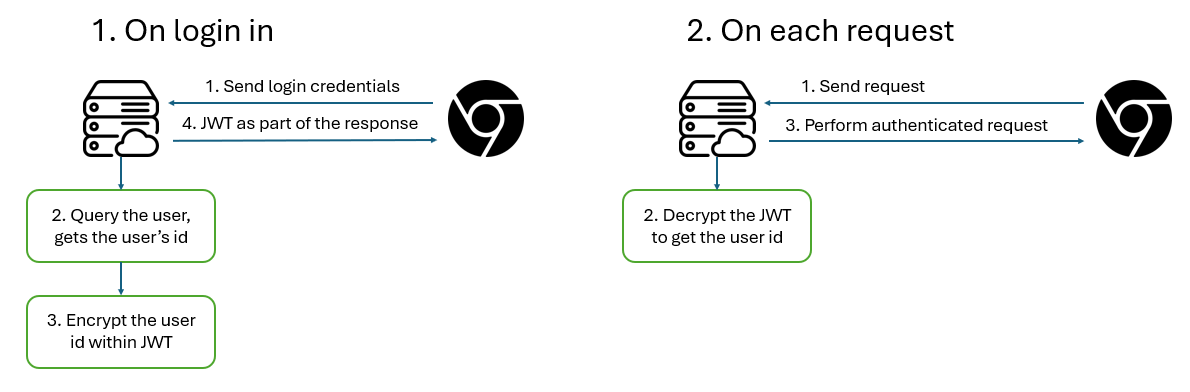 1. On login in
1. Send login credentials
4. JWT as part of the response
2. Query the user,
gets the user’s id
3. Encrypt the user
id within JWT
2. On each request
1. Send request
3. Perform authenticated request
2. Decrypt the JWT
to get the user id